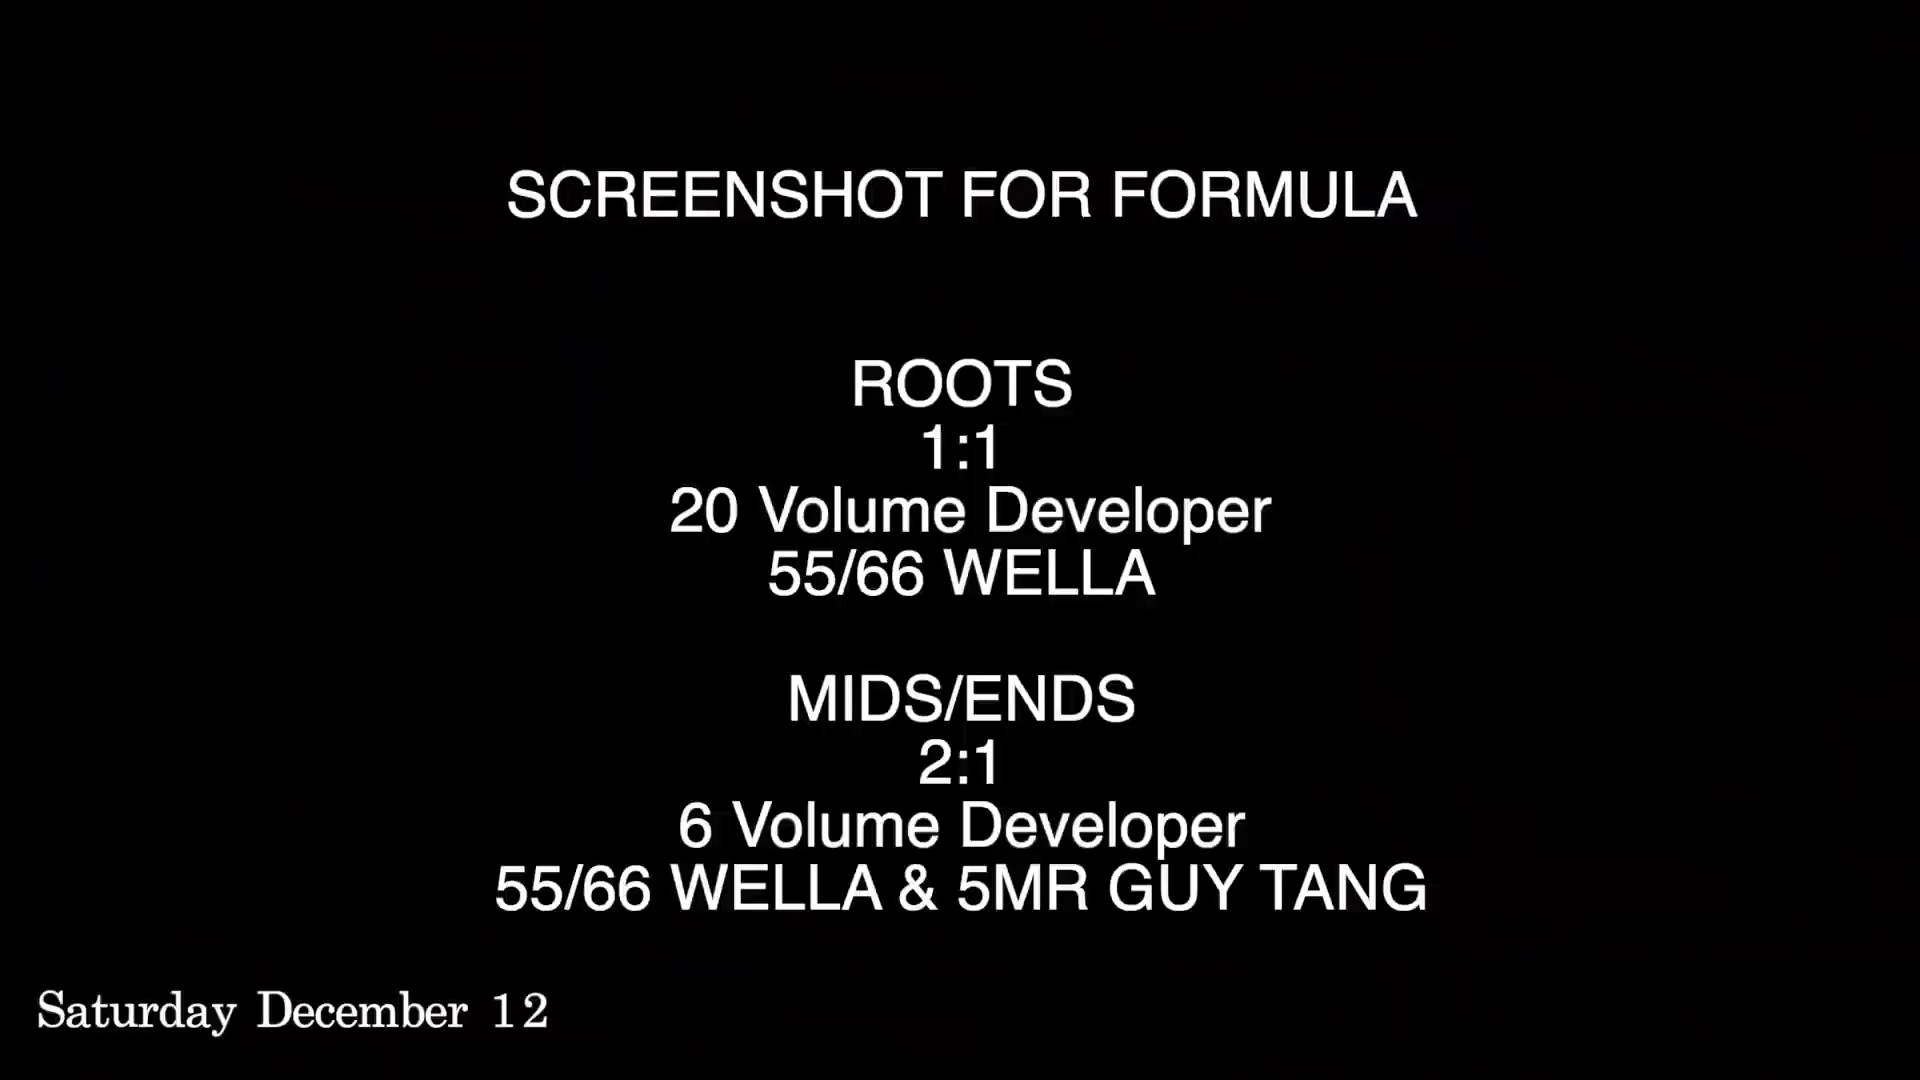 SCREENSHOT FOR FORMULA
ROOTS
1:1
20 Volume Developer
55/66 WELLA
MIDS/ENDS
2:1
6 Volume Developer
55/66 WELLA & 5MR GUY TANG
Saturday December 12